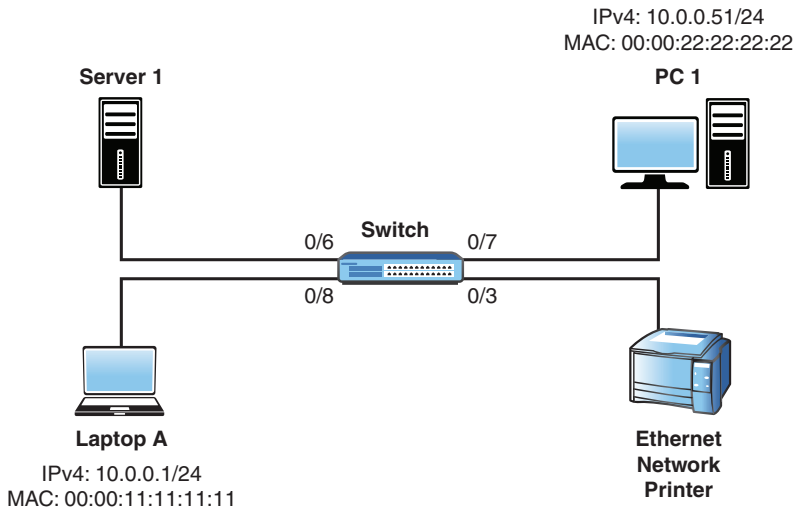 IPv4: 10.0.0.51/24
MAC: 00:00:22:22:22:22
Server 1
PC 1
Switch
0/6
0/7
0/8
0/3
Laptop A
IPv4: 10.0.0.1/24
MAC: 00:00:11:11:11:11
Ethernet
Network
Printer